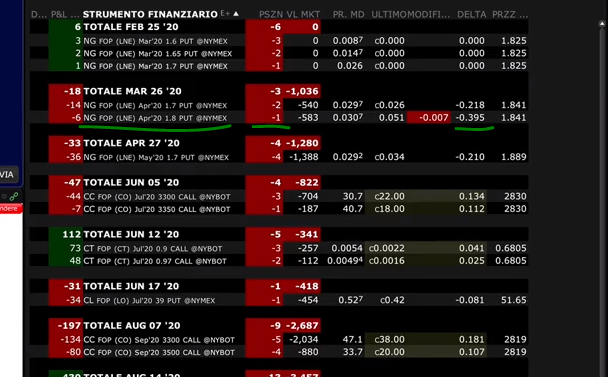 D... P&L ... STRUMENTO FINANZIARIO E+ ▲ PSZN VL MKT PR. MD ULTIMO MODIFI... DELTA PRZZ ...
6 TOTALE FEB 25 '20 -6 0
3 NG FOP (LNE) Mar'20 1.6 PUT @NYMEX -3 0 0.0087 c0.000 0.000 1.825
2 NG FOP (LNE) Mar'20 1.65 PUT @NYMEX -2 0 0.0147 c0.000 0.000 1.825
1 NG FOP (LNE) Mar'20 1.7 PUT @NYMEX -1 0 0.026 c0.000 0.000 1.825
-18 TOTALE MAR 26 '20 -3 -1,036
-14 NG FOP (LNE) Apr'20 1.7 PUT @NYMEX -2 -540 0.0297 c0.026 -0.218 1.841
-6 NG FOP (LNE) Apr'20 1.8 PUT @NYMEX -1 -583 0.0307 0.051 -0.007 -0.395 1.841
-33 TOTALE APR 27 '20 -4 -1,280
-36 NG FOP (LNE) May'20 1.7 PUT @NYMEX -4 -1,388 0.0292 c0.034 -0.210 1.889
VIA
-47 TOTALE JUN 05 '20 -4 -822
-44 CC FOP (CO) Jul'20 3300 CALL @NYBOT -3 -704 30.7 c22.00 0.134 2830
-7 CC FOP (CO) Jul'20 3350 CALL @NYBOT -1 -187 40.7 c18.00 0.112 2830
ndere
112 TOTALE JUN 12 '20 -5 -341
73 CT FOP (CT) Jul'20 0.9 CALL @NYBOT -3 -257 0.0054 c0.0022 0.041 0.6805
48 CT FOP (CT) Jul'20 0.97 CALL @NYBOT -2 -112 0.00494 c0.0016 0.025 0.6805
-31 TOTALE JUN 17 '20 -1 -418
-34 CL FOP (LO) Jul'20 39 PUT @NYMEX -1 -454 0.527 c0.42 -0.081 51.65
-197 TOTALE AUG 07 '20 -9 -2,687
-134 CC FOP (CO) Sep'20 3300 CALL @NYBOT -5 -2,034 47.1 c38.00 0.181 2819
-80 CC FOP (CO) Sep'20 3500 CALL @NYBOT -4 -880 33.7 c20.00 0.107 2819